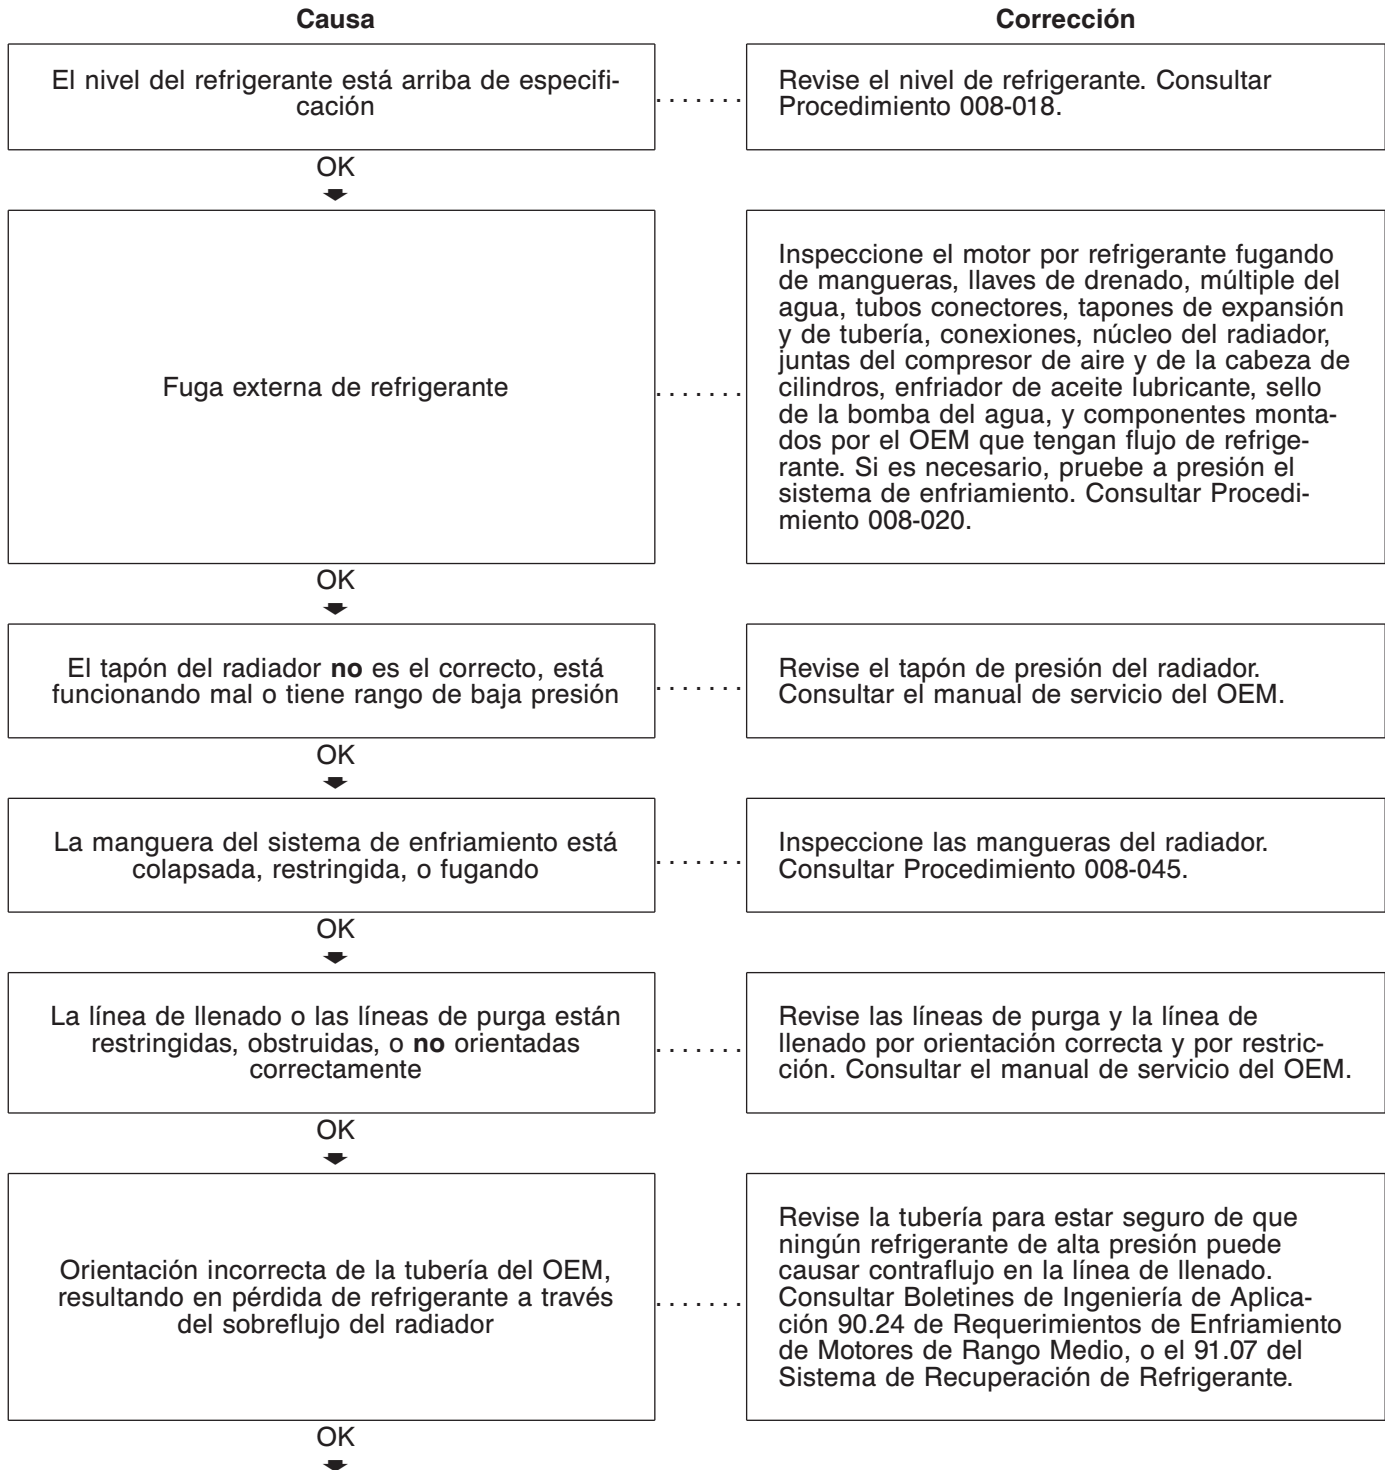 Causa
Corrección
El nivel del refrigerante está arriba de especifi-
cación
. . . . . . .
Revise el nivel de refrigerante. Consultar
Procedimiento 008-018.
OK
Fuga externa de refrigerante
. . . . . . .
Inspeccione el motor por refrigerante fugando
de mangueras, llaves de drenado, múltiple del
agua, tubos conectores, tapones de expansión
y de tubería, conexiones, núcleo del radiador,
juntas del compresor de aire y de la cabeza de
cilindros, enfriador de aceite lubricante, sello
de la bomba del agua, y componentes monta-
dos por el OEM que tengan flujo de refrige-
rante. Si es necesario, pruebe a presión el
sistema de enfriamiento. Consultar Procedi-
miento 008-020.
OK
El tapón del radiador no es el correcto, está
funcionando mal o tiene rango de baja presión
. . . . . . .
Revise el tapón de presión del radiador.
Consultar el manual de servicio del OEM.
OK
La manguera del sistema de enfriamiento está
colapsada, restringida, o fugando
. . . . . . .
Inspeccione las mangueras del radiador.
Consultar Procedimiento 008-045.
OK
La línea de llenado o las líneas de purga están
restringidas, obstruidas, o no orientadas
correctamente
. . . . . . .
Revise las líneas de purga y la línea de
llenado por orientación correcta y por restric-
ción. Consultar el manual de servicio del OEM.
OK
Orientación incorrecta de la tubería del OEM,
resultando en pérdida de refrigerante a través
del sobreflujo del radiador
. . . . . . .
Revise la tubería para estar seguro de que
ningún refrigerante de alta presión puede
causar contraflujo en la línea de llenado.
Consultar Boletines de Ingeniería de Aplica-
ción 90.24 de Requerimientos de Enfriamiento
de Motores de Rango Medio, o el 91.07 del
Sistema de Recuperación de Refrigerante.
OK